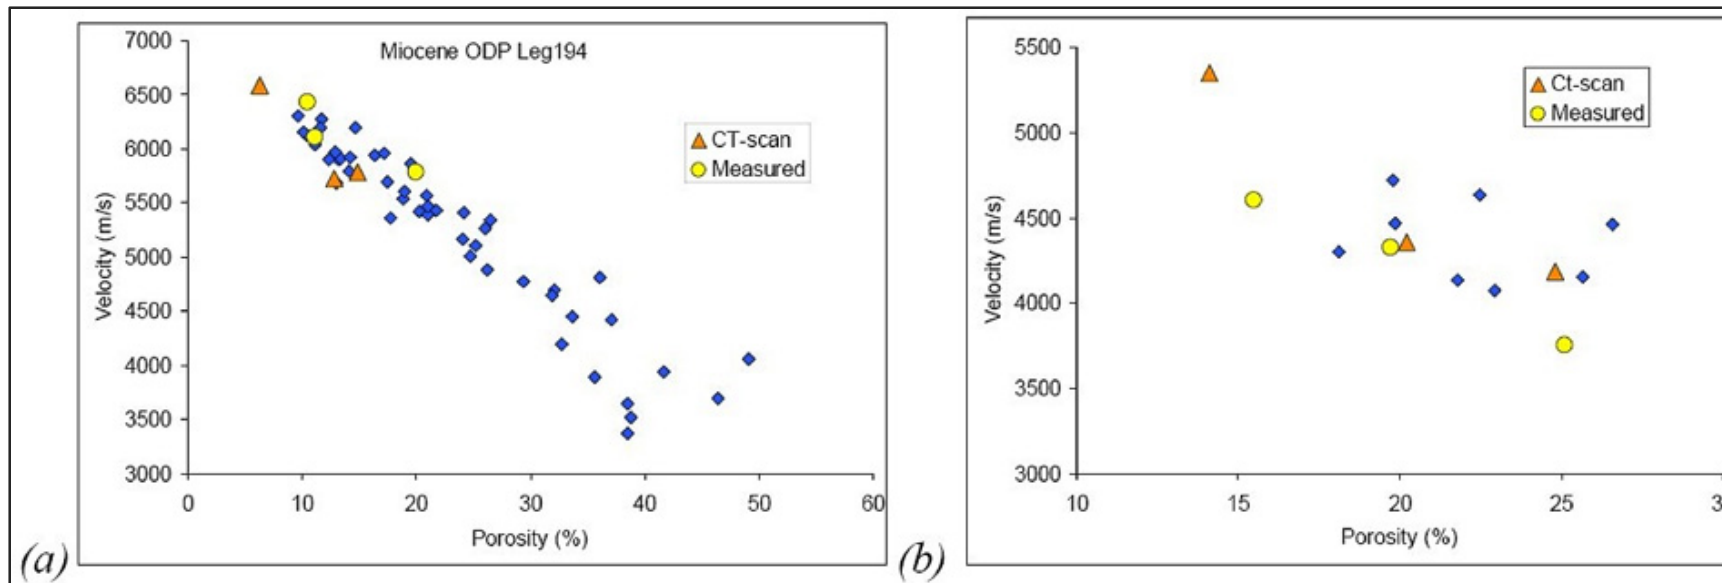 Miocene ODP Leg194
7000
6500
6000
5500
5000
4500
4000
3500
3000
Velocity (m/s)
0 10 20 30 40 50 60
Porosity (%)
CT-scan
Measured
(a)
5500
5000
4500
4000
3500
3000
Velocity (m/s)
10 15 20 25 3
Porosity (%)
Ct-scan
Measured
(b)